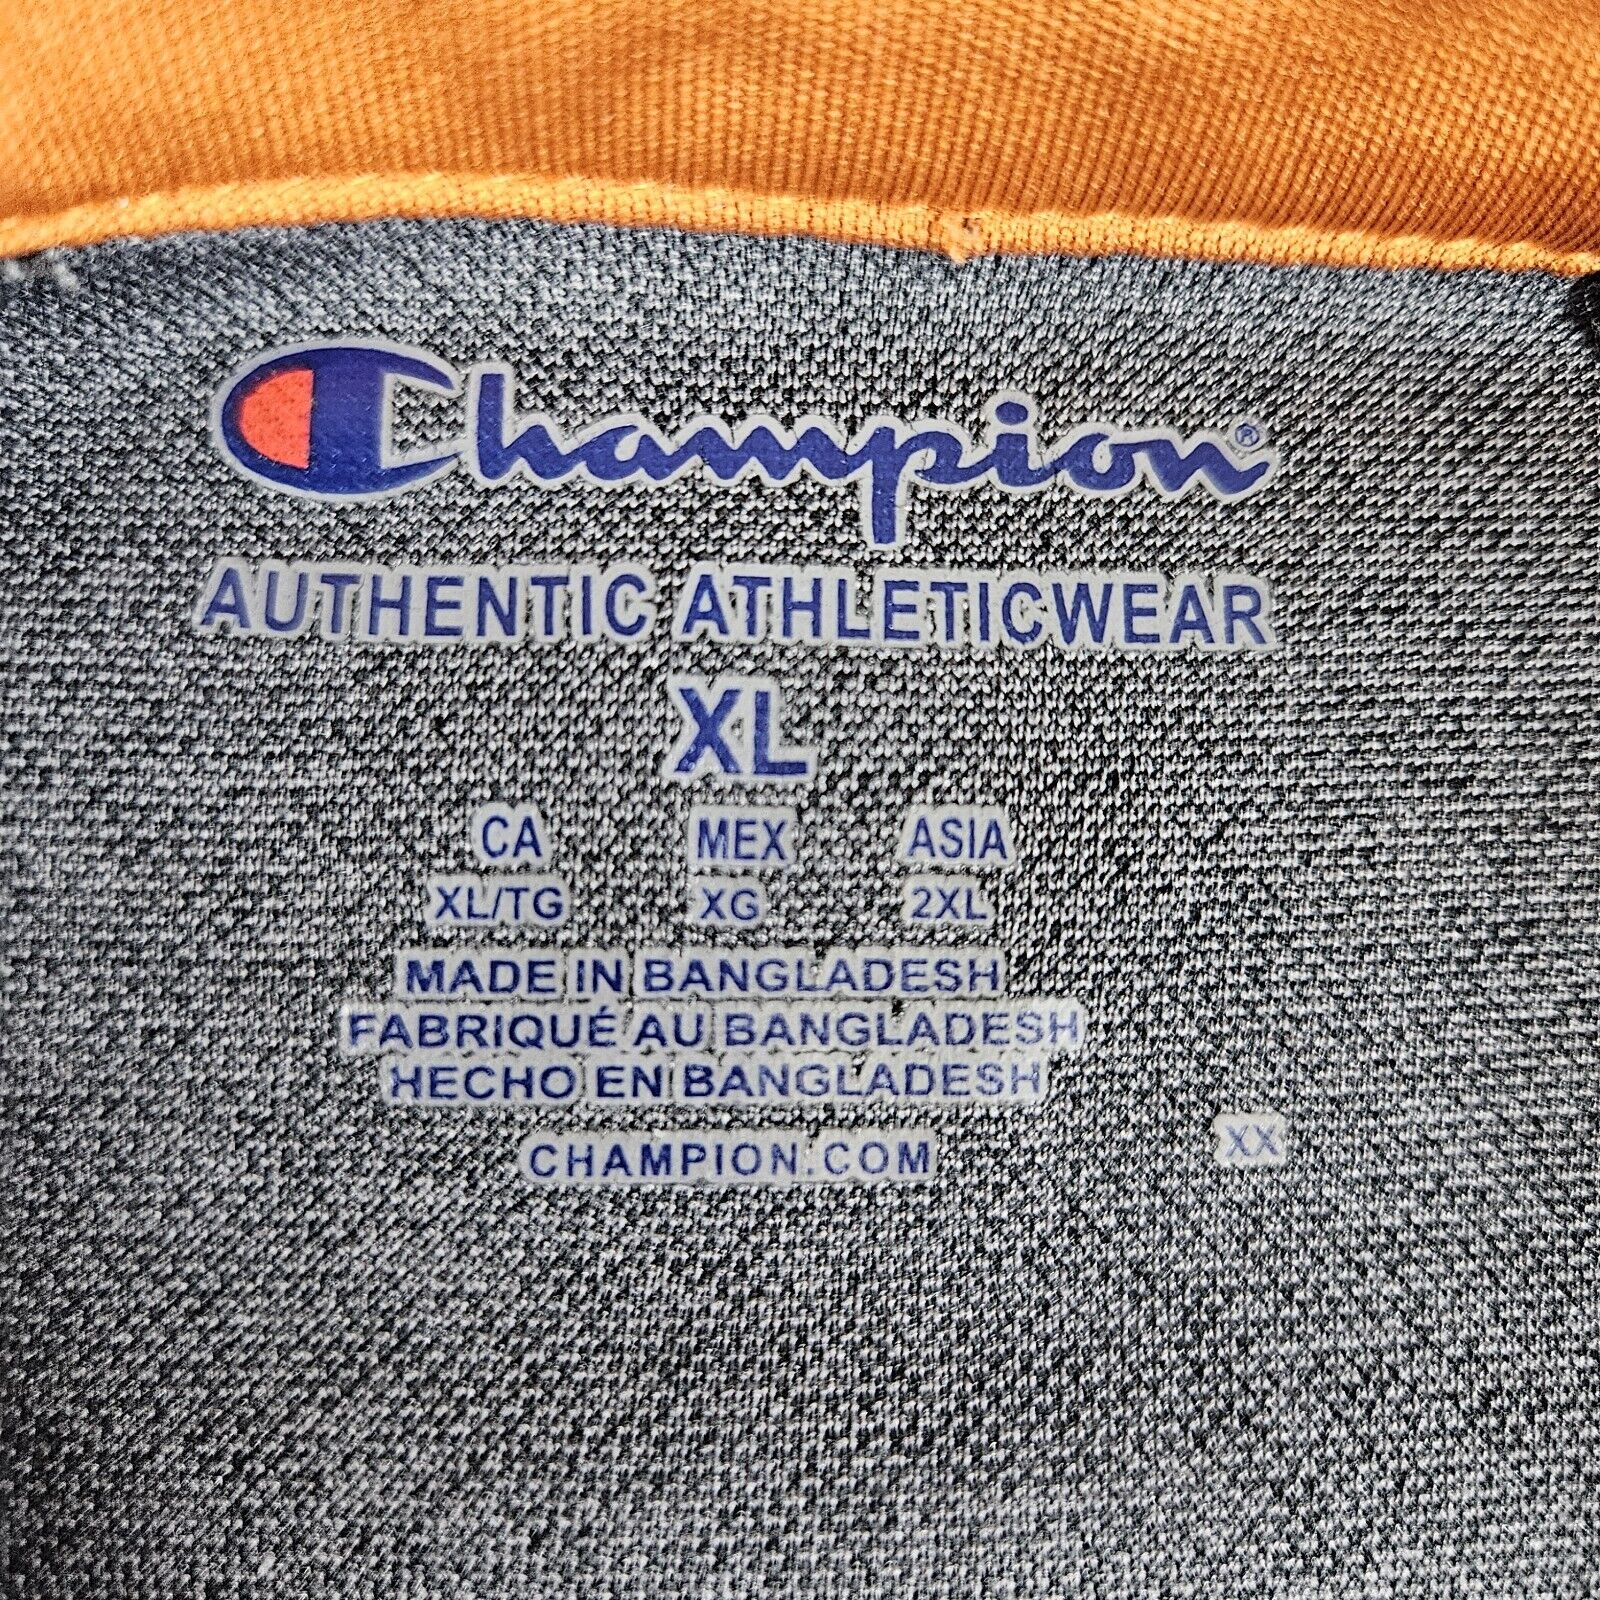 Champion®
AUTHENTIC ATHLETICWEAR
XL
CA MEX ASIA
XL/TG XG 2XL
MADE IN BANGLADESH
FABRIQUÉ AU BANGLADESH
HECHO EN BANGLADESH
XX
CHAMPION.COM